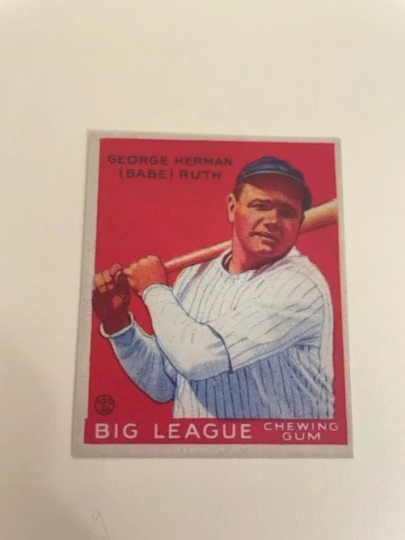 GEORGE HERMAN
(BABE) RUTH
BIG LEAGUE
CHEWING
GUM